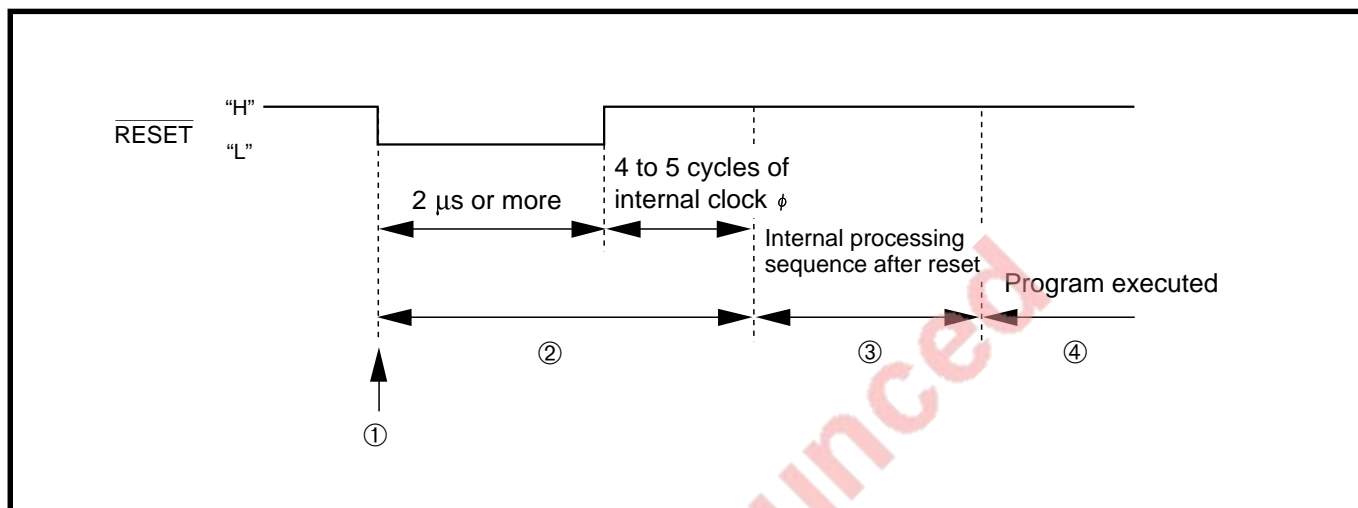 “H”
RESET
“L”
4 to 5 cycles of
internal clock φ
2 μs or more
Internal processing
sequence after reset
Program executed
②
③
④
①